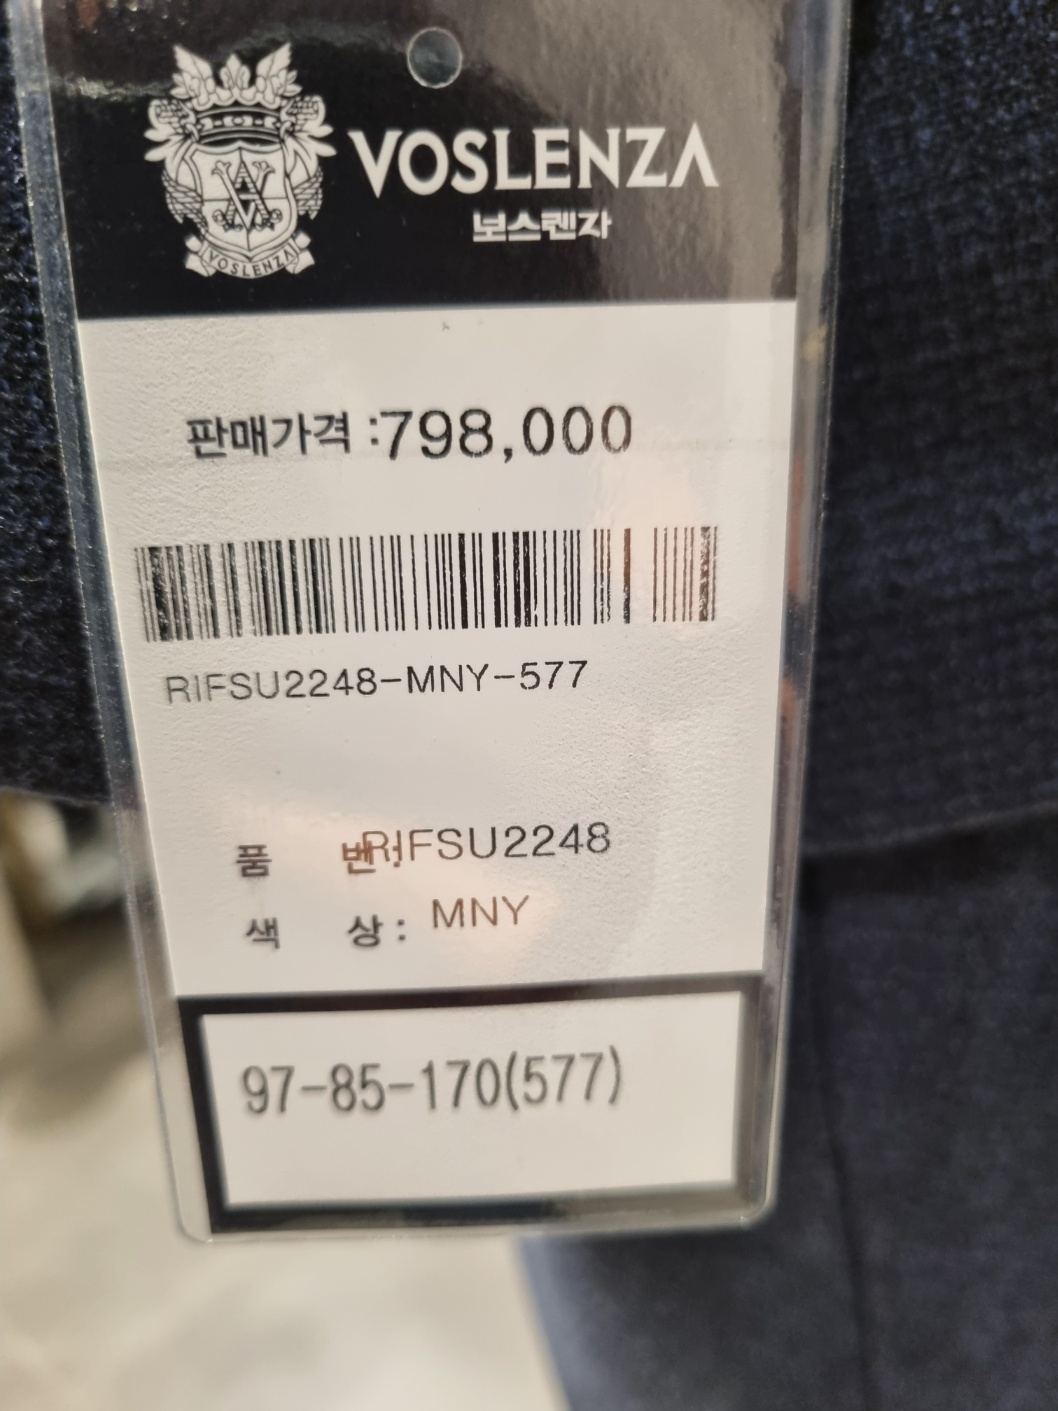 VOSLENZA
보스렌자
VOSLENZA
판매가격 :798,000
RIFSU2248-MNY-577
품 번: RIFSU2248
색 상: MNY
97-85-170(577)